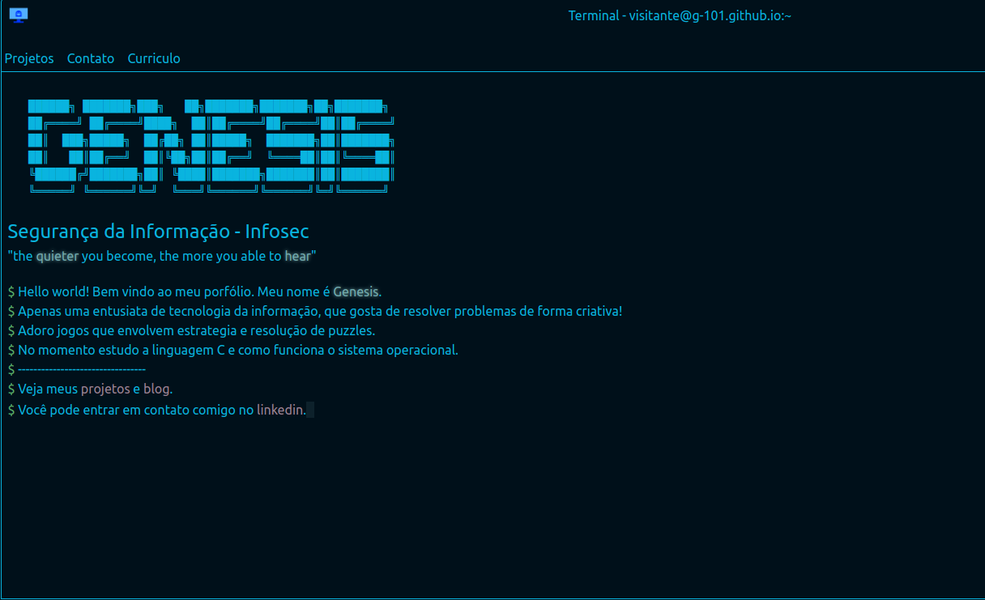 Terminal - visitante@g-101.github.io:~
Projetos Contato Curriculo
GENESIS
Segurança da Informação - Infosec
"the quieter you become, the more you able to hear"
$ Hello world! Bem vindo ao meu porfólio. Meu nome é Genesis.
$ Apenas uma entusiata de tecnologia da informação, que gosta de resolver problemas de forma criativa!
$ Adoro jogos que envolvem estrategia e resolução de puzzles.
$ No momento estudo a linguagem C e como funciona o sistema operacional.
$ ---------------------------------
$ Veja meus projetos e blog.
$ Você pode entrar em contato comigo no linkedin.